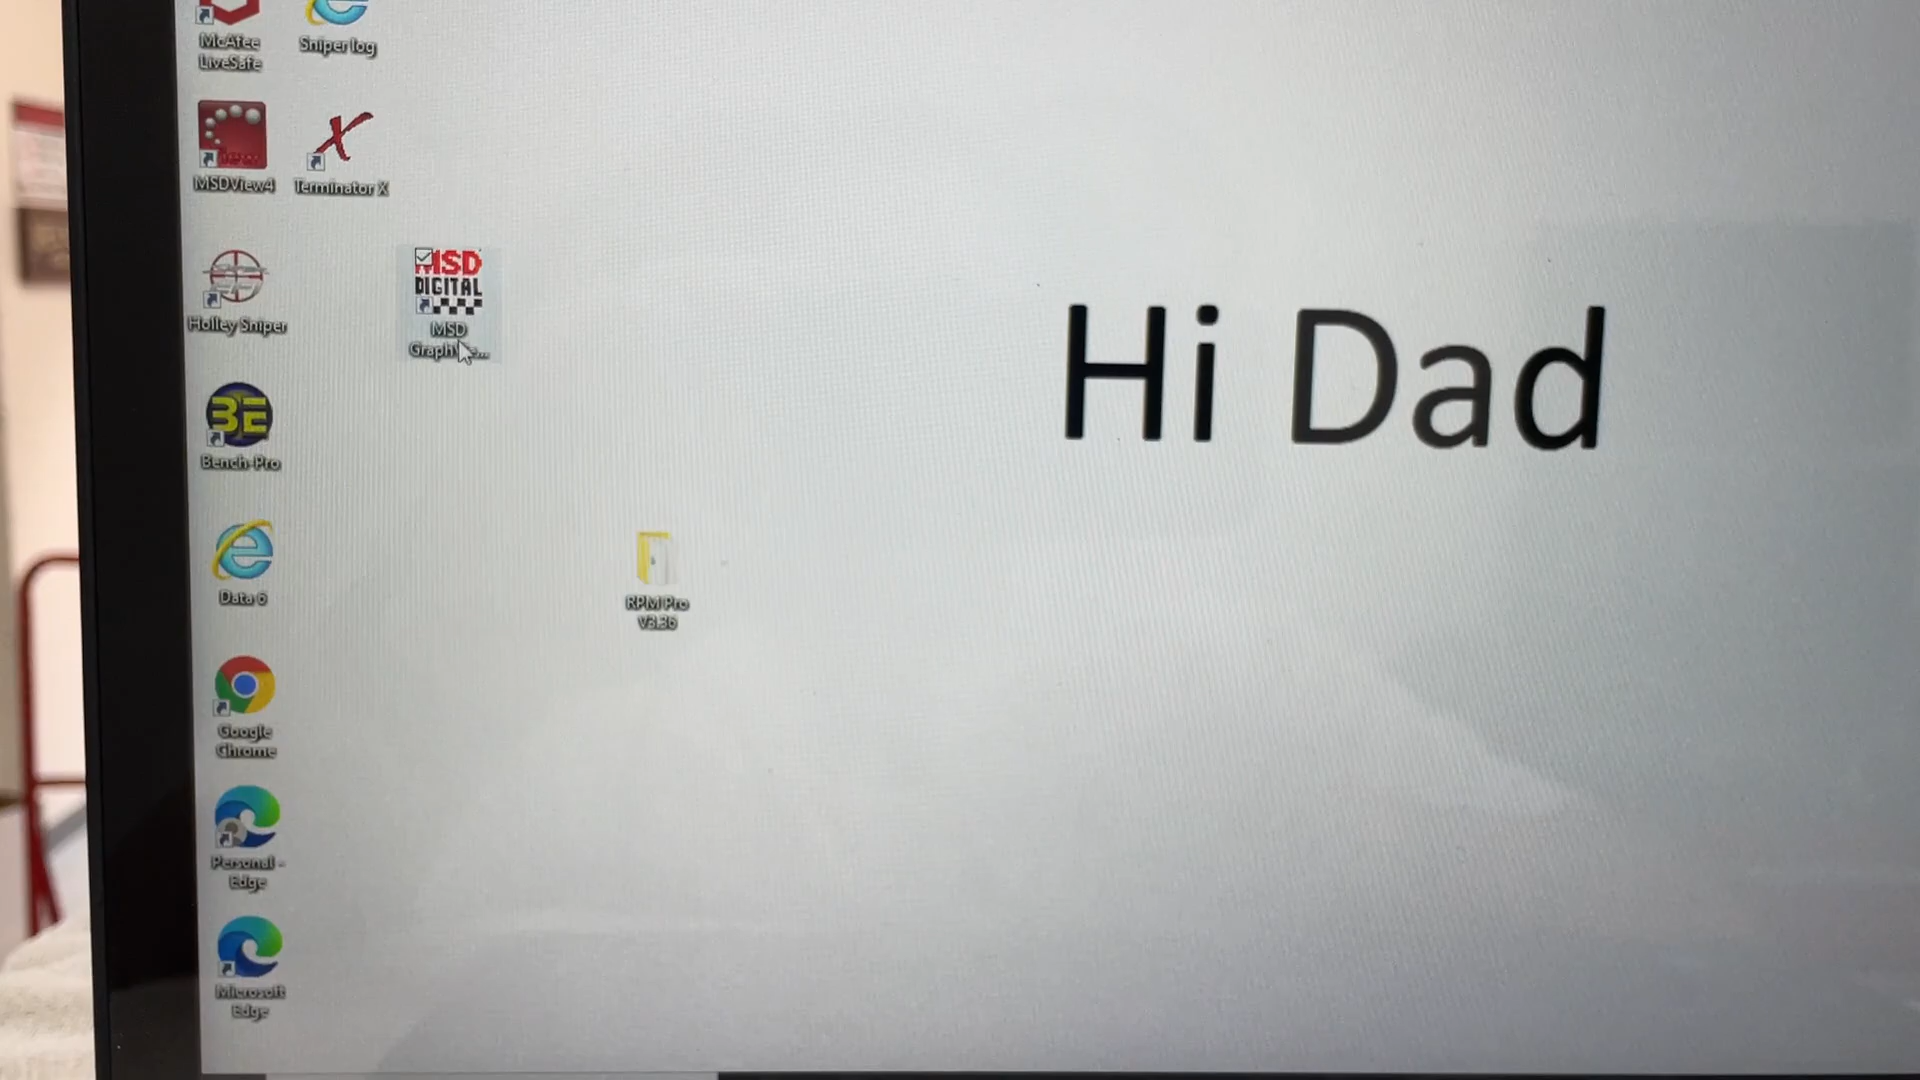 McAfee
LiveSafe
Sniper log
MSDView4
Terminator X
Holley Sniper
MSD
DIGITAL
MSD
Bench-Pro
Data 6
RPM Pro
V3.36
Google
Chrome
Personal -
Edge
Microsoft
Edge
Hi Dad